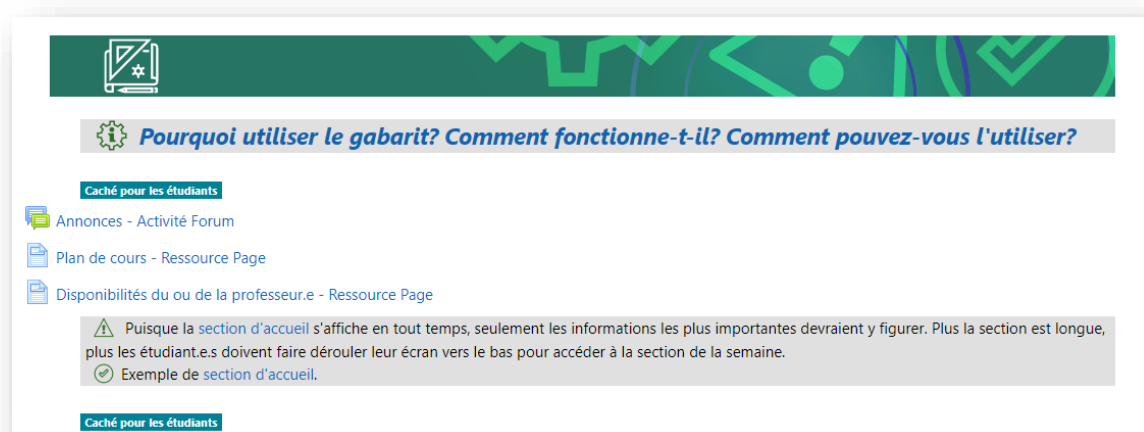 Pourquoi utiliser le gabarit? Comment fonctionne-t-il? Comment pouvez-vous l'utiliser?
Caché pour les étudiants
Annonces - Activité Forum
Plan de cours - Ressource Page
Disponibilités du ou de la professeur.e - Ressource Page
Puisque la section d'accueil s'affiche en tout temps, seulement les informations les plus importantes devraient y figurer. Plus la section est longue,
plus les étudiant.e.s doivent faire dérouler leur écran vers le bas pour accéder à la section de la semaine.
Exemple de section d'accueil.
Caché pour les étudiants